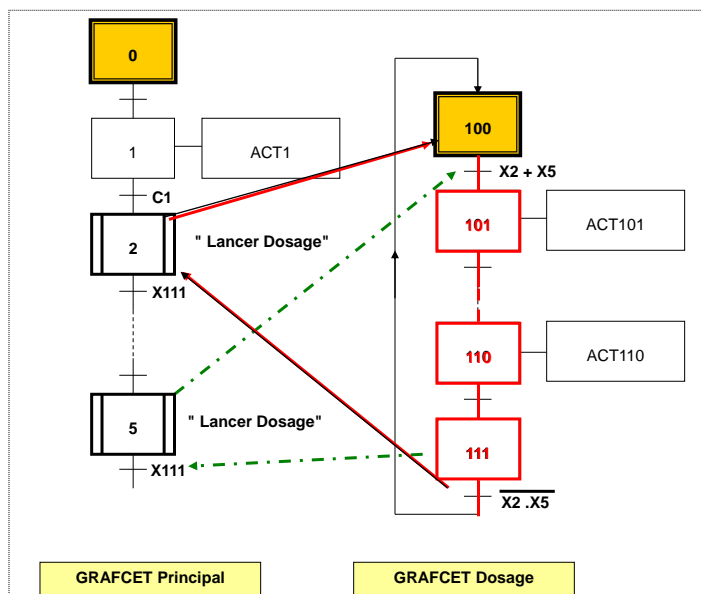 0
1
ACT1
C1
2
" Lancer Dosage"
X111
5
" Lancer Dosage"
X111
GRAFCET Principal
100
X2 + X5
101
ACT101
110
ACT110
111
X2 .X5
GRAFCET Dosage